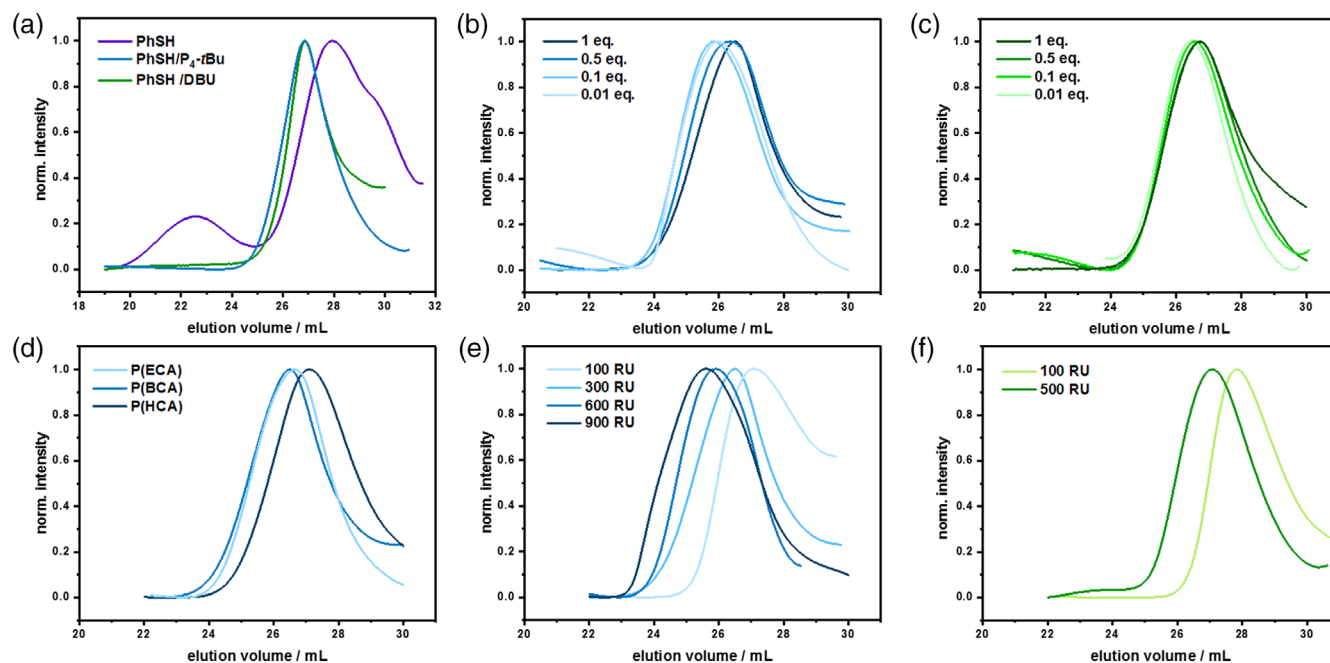 (a)
PhSH
PhSH/P₄-tBu
PhSH /DBU
norm. intensity
1.0
0.8
0.6
0.4
0.2
0.0
18 20 22 24 26 28 30 32
elution volume / mL
(b)
1 eq.
0.5 eq.
0.1 eq.
0.01 eq.
norm. intensity
1.0
0.8
0.6
0.4
0.2
0.0
20 22 24 26 28 30
elution volume / mL
(c)
1 eq.
0.5 eq.
0.1 eq.
0.01 eq.
norm. intensity
1.0
0.8
0.6
0.4
0.2
0.0
20 22 24 26 28 30
elution volume / mL
(d)
P(ECA)
P(BCA)
P(HCA)
norm. intensity
1.0
0.8
0.6
0.4
0.2
0.0
20 22 24 26 28 30
elution volume / mL
(e)
100 RU
300 RU
600 RU
900 RU
norm. intensity
1.0
0.8
0.6
0.4
0.2
0.0
20 22 24 26 28 30
elution volume / mL
(f)
100 RU
500 RU
norm. intensity
1.0
0.8
0.6
0.4
0.2
0.0
20 22 24 26 28 30
elution volume / mL